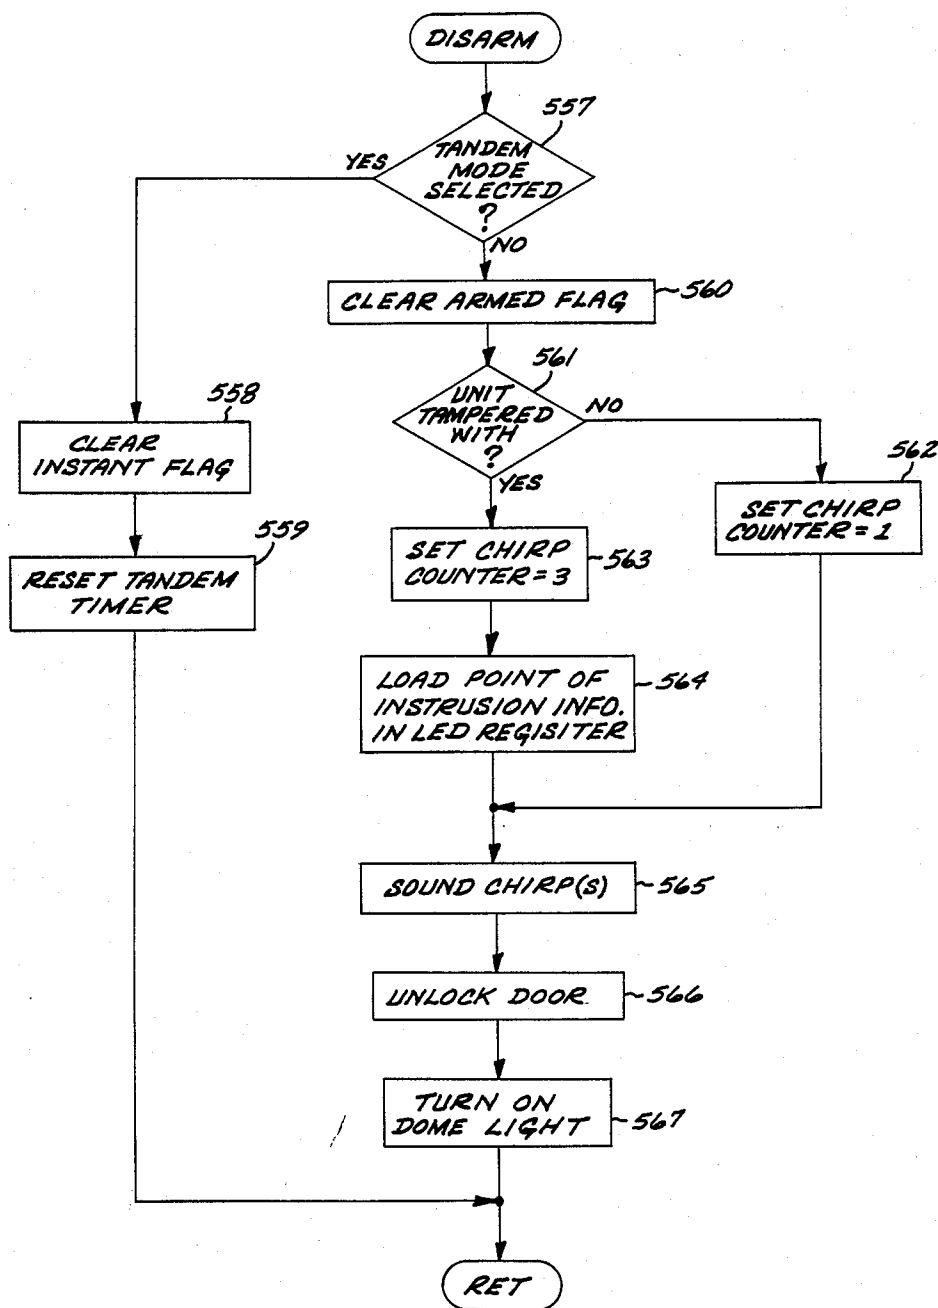 DISARM
557
TANDEM
MODE
SELECTED
?
YES
NO
CLEAR ARMED FLAG
560
561
UNIT
TAMPERED
WITH
?
NO
YES
558
CLEAR
INSTANT FLAG
562
SET CHIRP
COUNTER = 1
559
RESET TANDEM
TIMER
SET CHIRP
COUNTER = 3
563
LOAD POINT OF
INSTRUSION INFO.
IN LED REGISITER
564
SOUND CHIRP(S)
565
UNLOCK DOOR
566
TURN ON
DOME LIGHT
567
RET